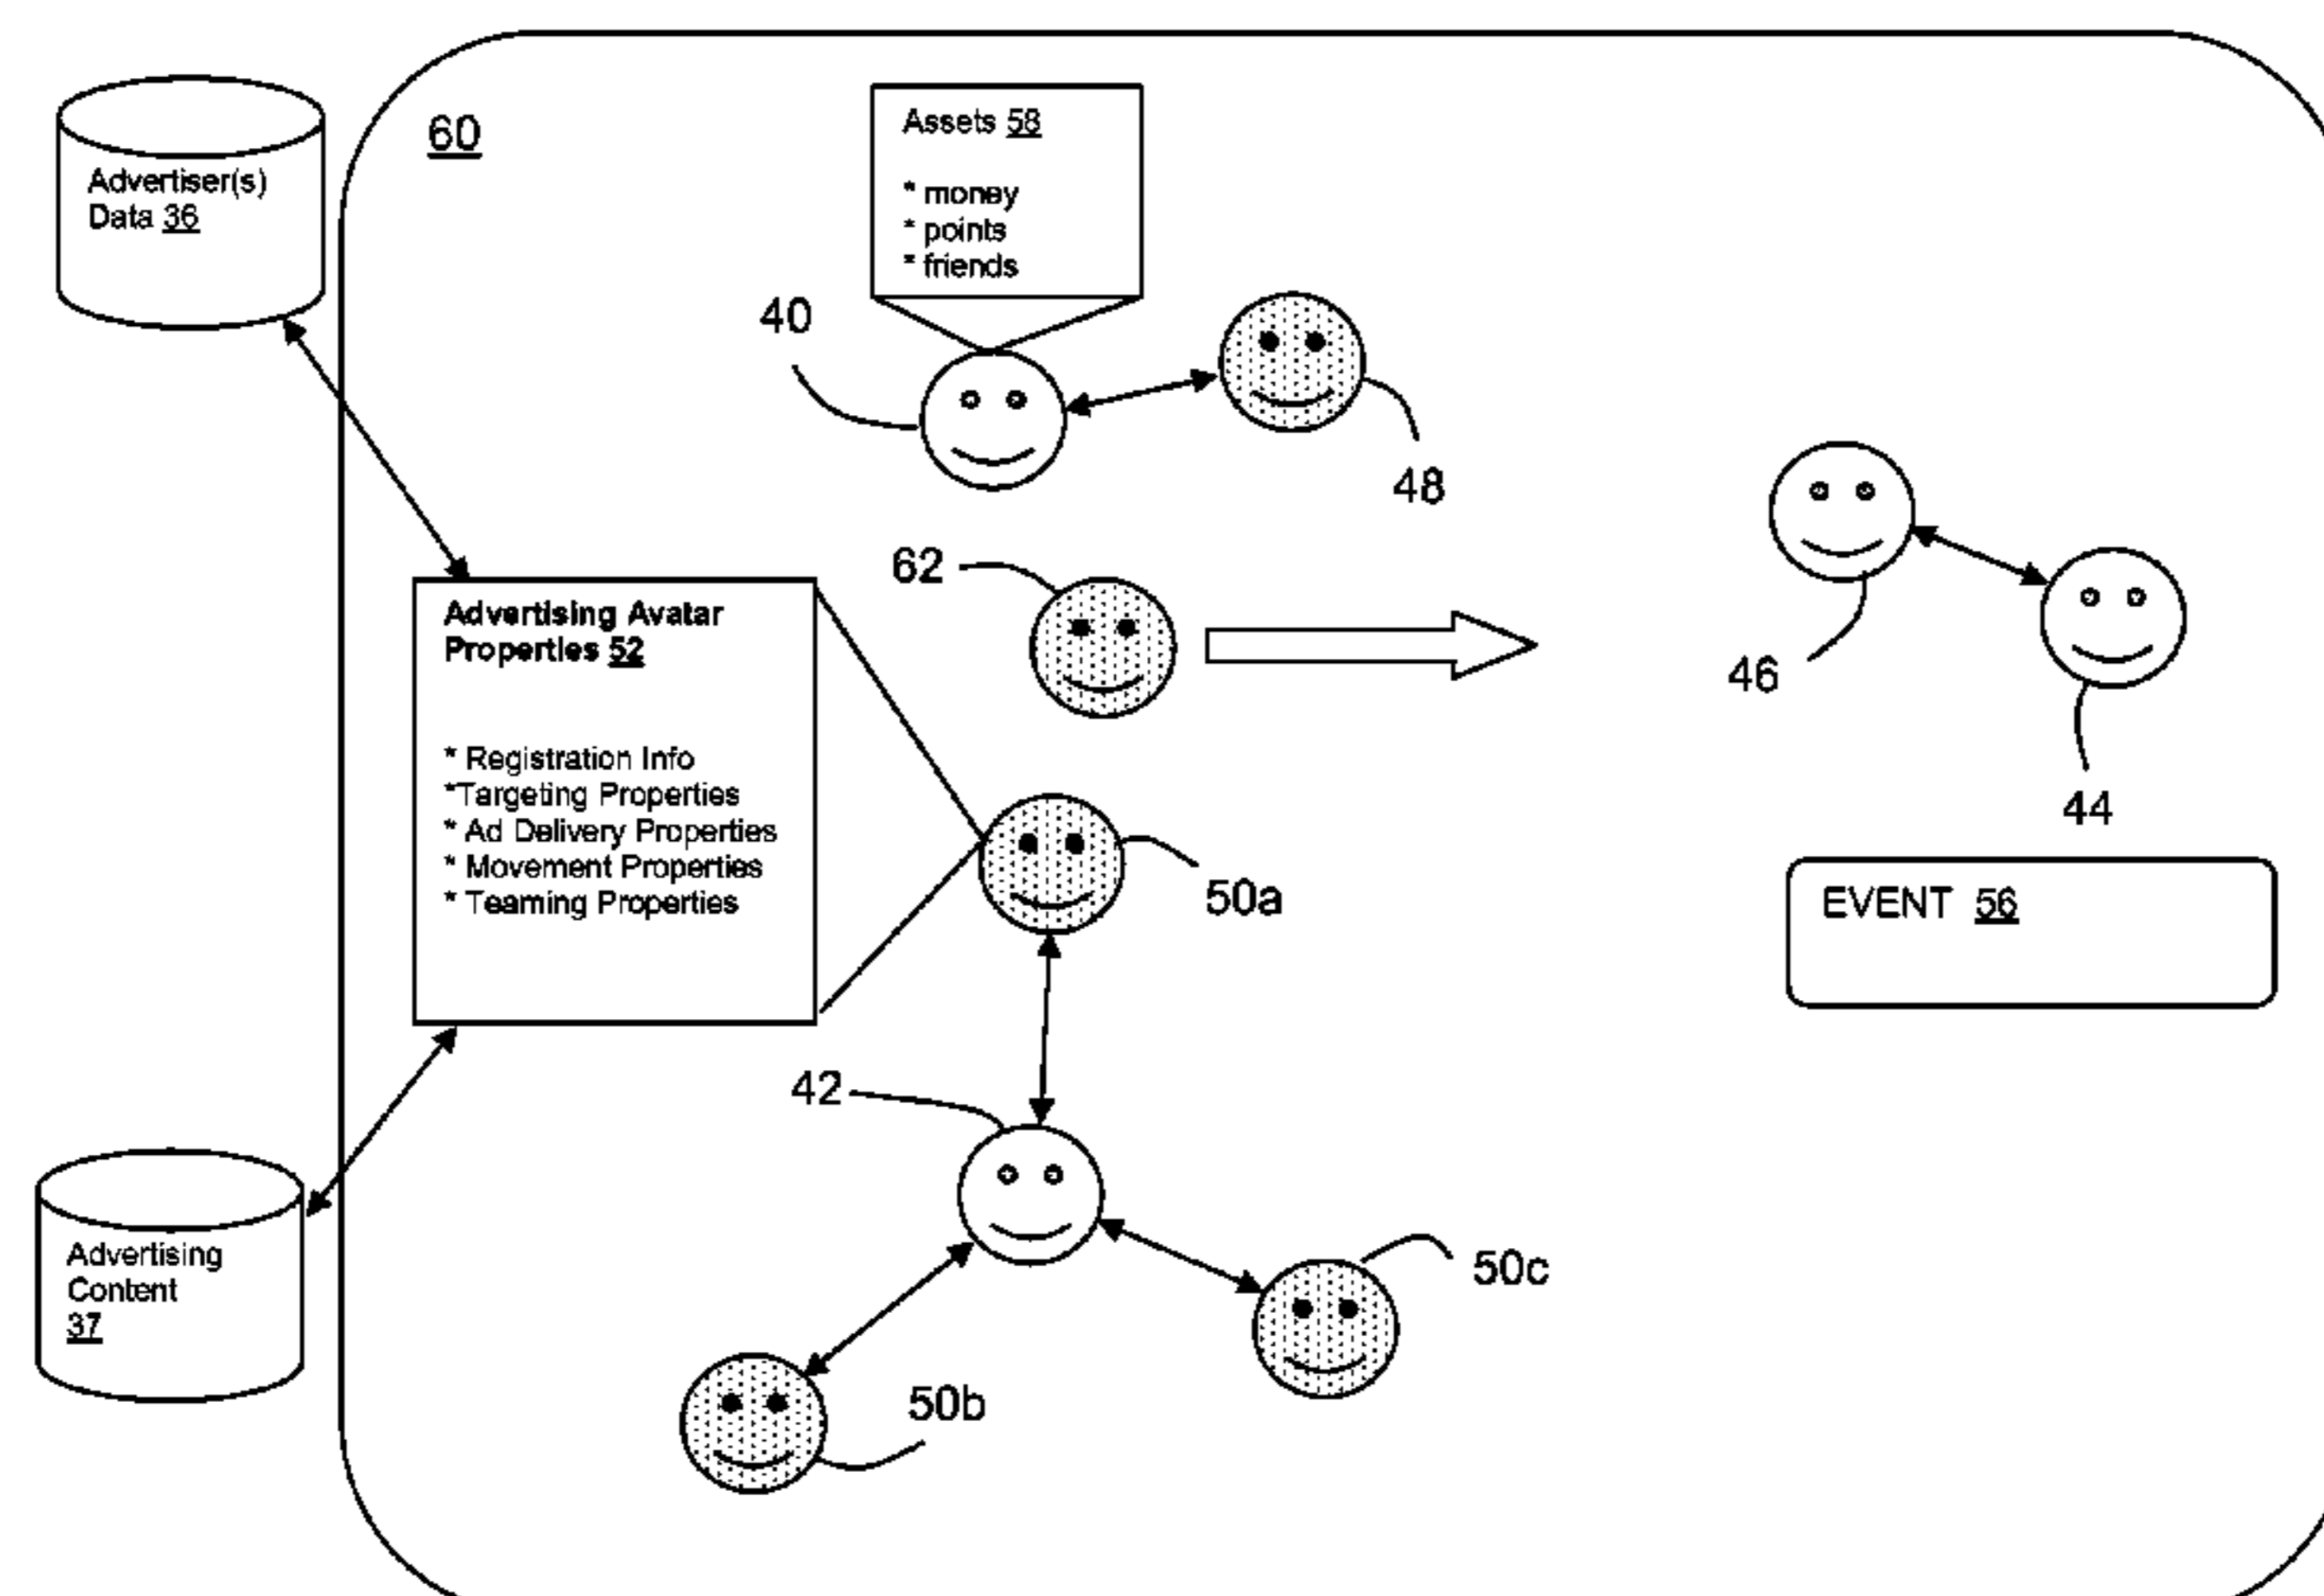 60
Advertiser(s)
Data 36
Assets 58
* money
* points
* friends
40
48
62
46
44
Advertising Avatar
Properties 52
* Registration Info
*Targeting Properties
* Ad Delivery Properties
* Movement Properties
* Teaming Properties
50a
EVENT 56
42
Advertising
Content
37
50c
50b